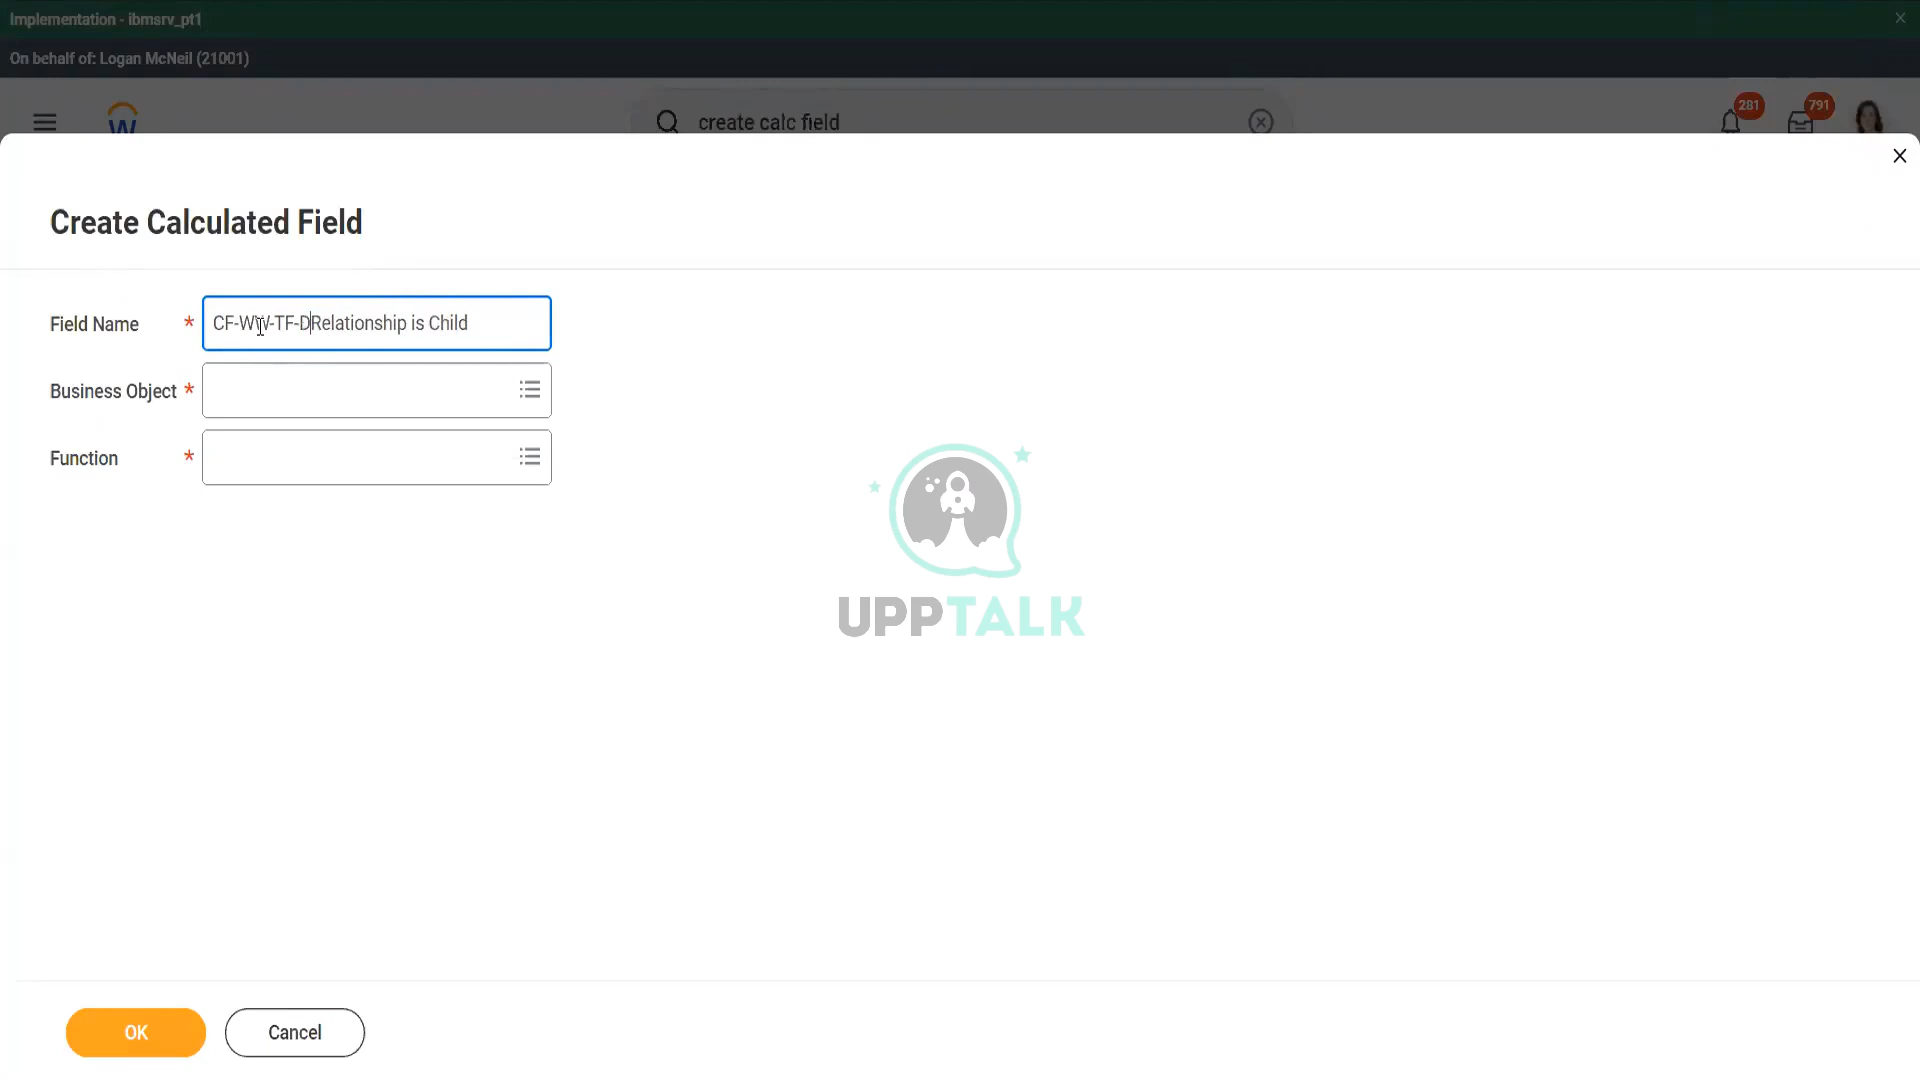 Implementation - ibmsrv_pt1
On behalf of: Logan McNeil (21001)
create calc field
281
791
Create Calculated Field
Field Name *
CF-WW-TF-DRelationship is Child
Business Object *
Function *
UPPTALK
OK
Cancel